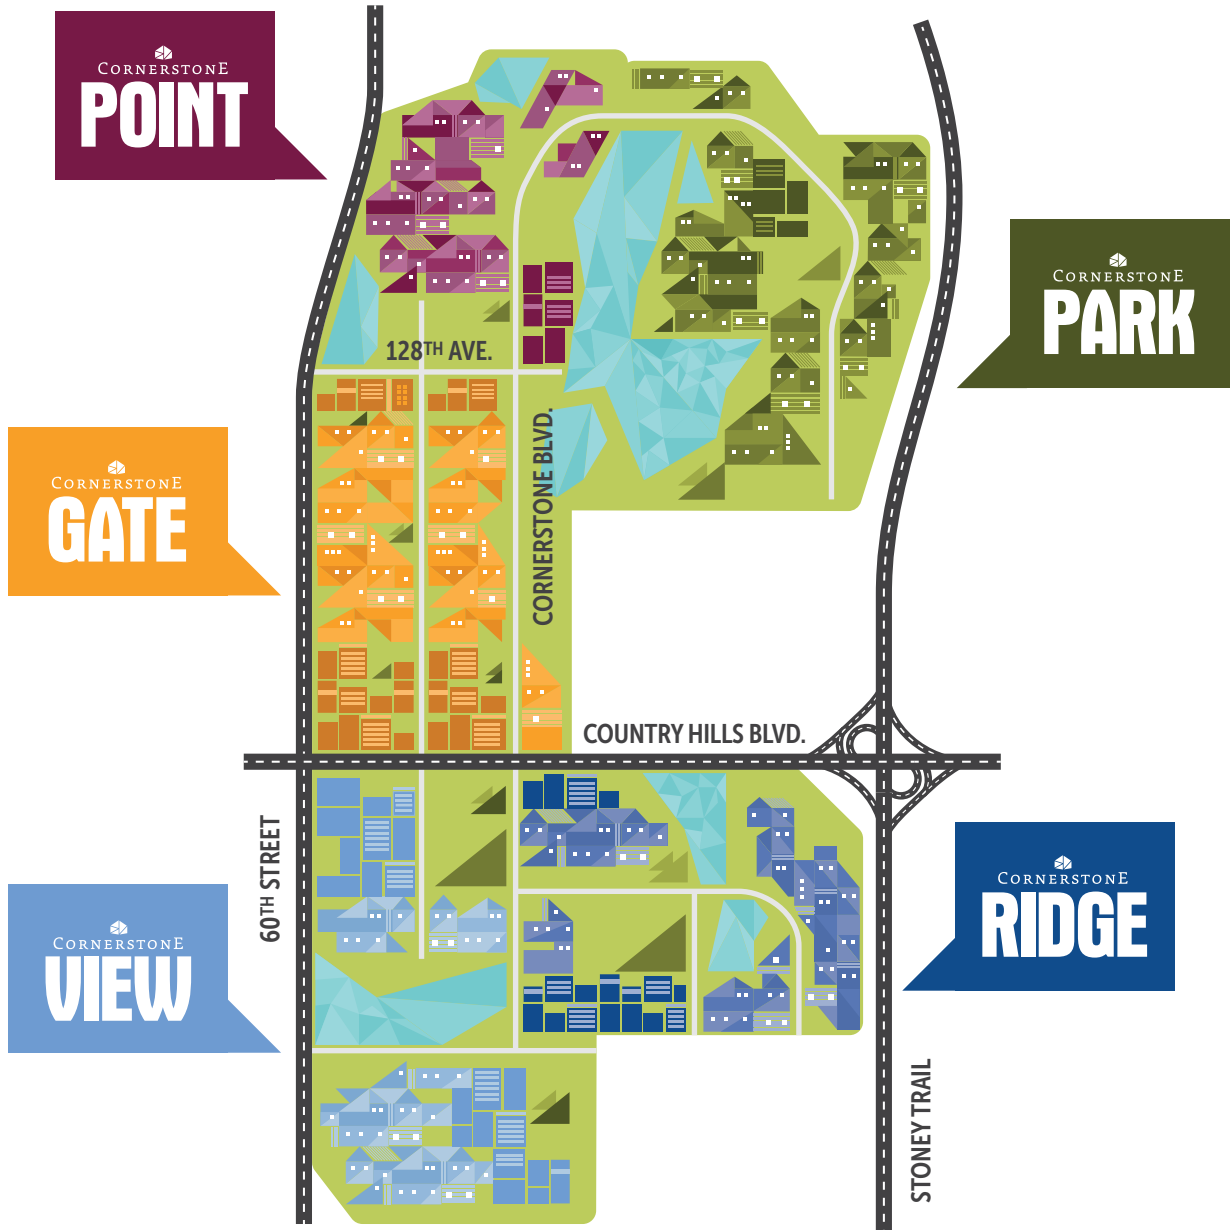 CORNERSTONE
POINT
CORNERSTONE
PARK
128TH AVE.
CORNERSTONE BLVD.
CORNERSTONE
GATE
COUNTRY HILLS BLVD.
60TH STREET
CORNERSTONE
RIDGE
CORNERSTONE
VIEW
STONEY TRAIL